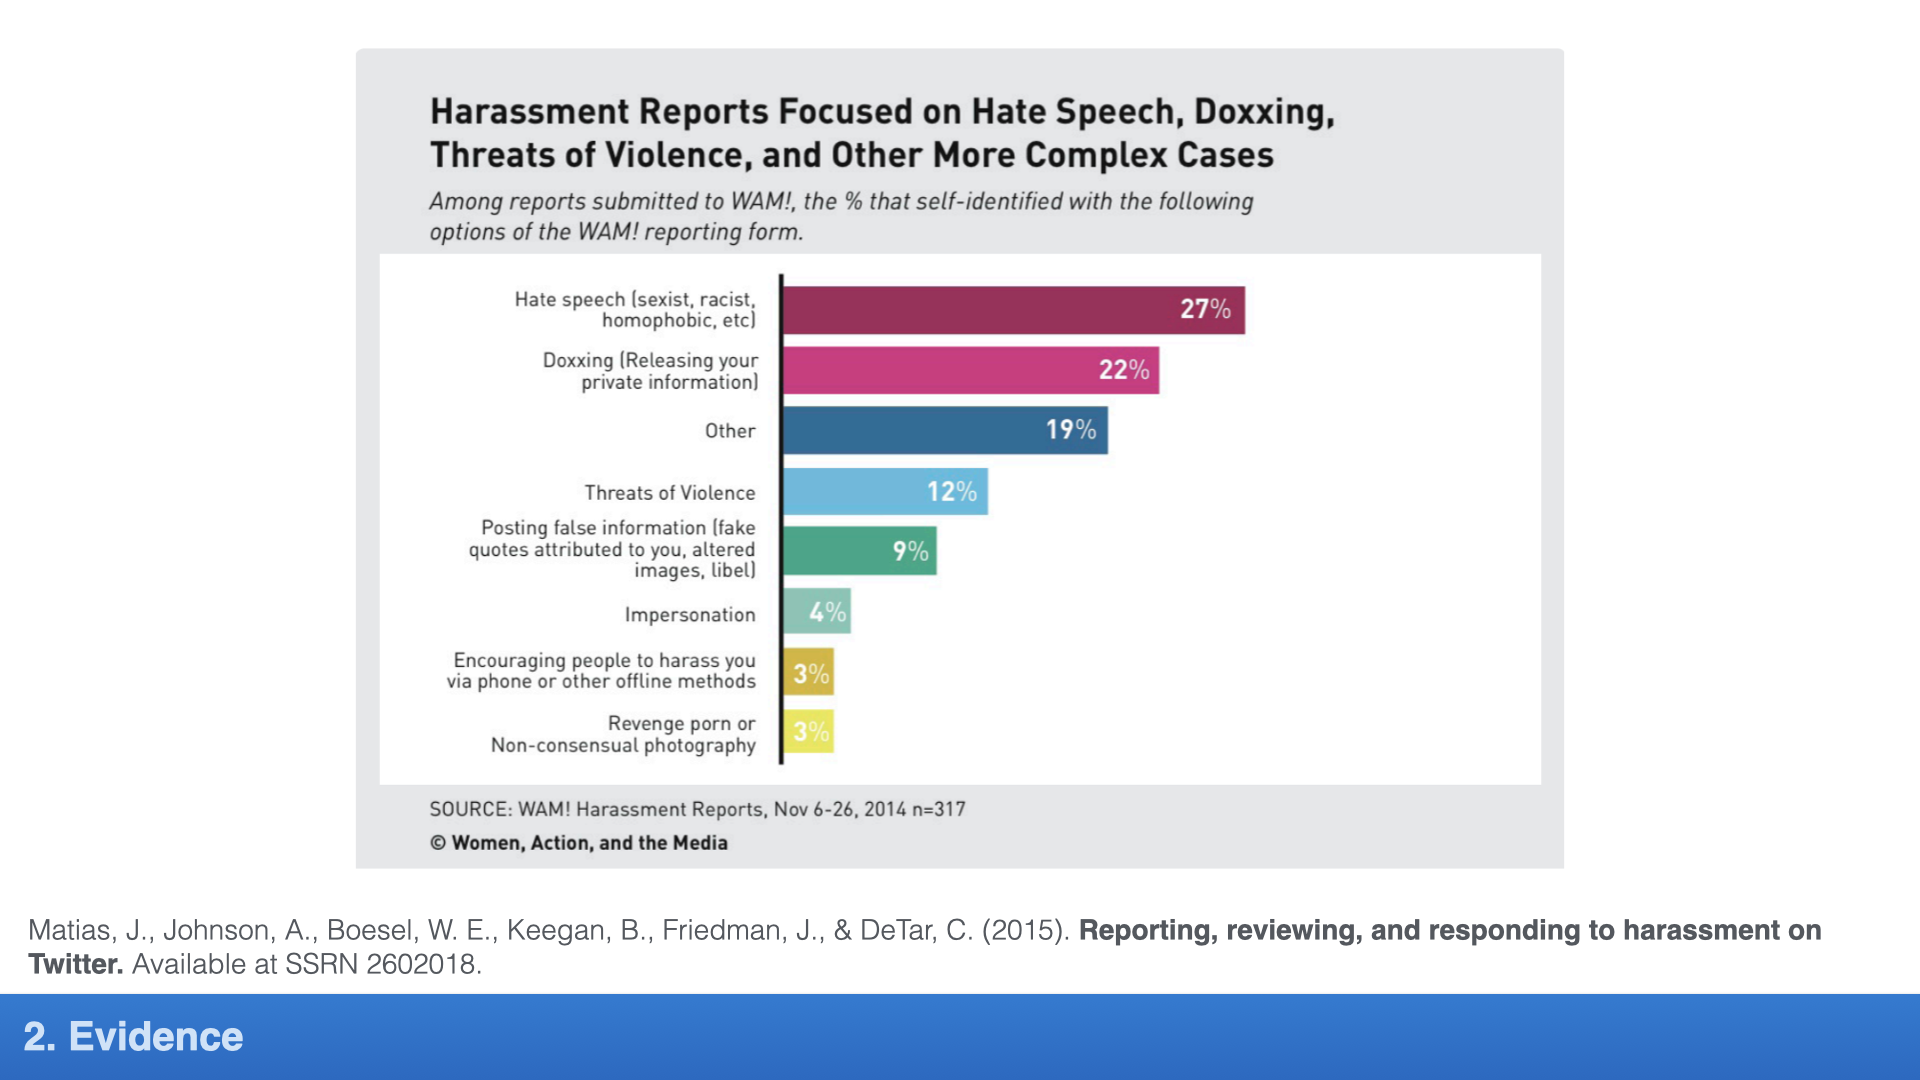 Harassment Reports Focused on Hate Speech, Doxxing,
Threats of Violence, and Other More Complex Cases
Among reports submitted to WAM!, the % that self-identified with the following
options of the WAM! reporting form.
Hate speech (sexist, racist,
homophobic, etc)
27%
Doxxing (Releasing your
private information)
22%
Other
19%
Threats of Violence
12%
Posting false information (fake
quotes attributed to you, altered
images, libel)
9%
Impersonation
4%
Encouraging people to harass you
via phone or other offline methods
3%
Revenge porn or
Non-consensual photography
3%
SOURCE: WAM! Harassment Reports, Nov 6-26, 2014 n=317
© Women, Action, and the Media
Matias, J., Johnson, A., Boesel, W. E., Keegan, B., Friedman, J., & DeTar, C. (2015). Reporting, reviewing, and responding to harassment on
Twitter. Available at SSRN 2602018.
2. Evidence